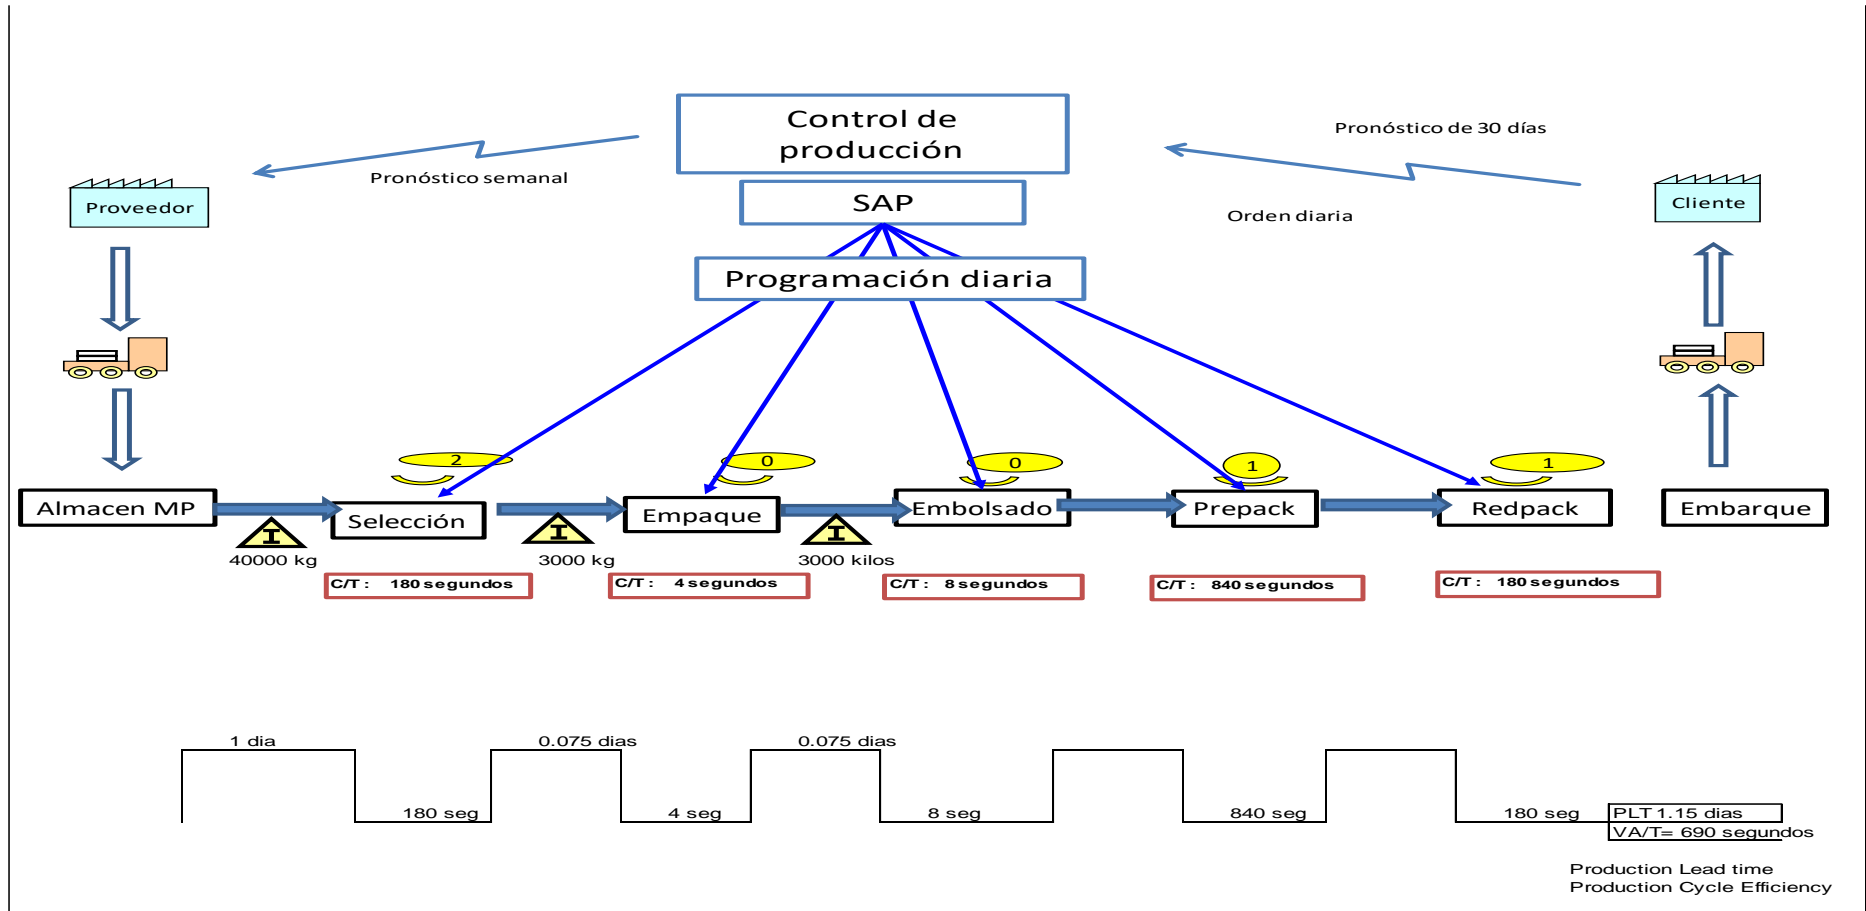 Control de
producción
Pronóstico de 30 días
Pronóstico semanal
SAP
Proveedor
Cliente
Orden diaria
Programación diaria
2
0
0
1
1
Almacen MP
Selección
Empaque
Embolsado
Prepack
Redpack
Embarque
I
I
I
40000 kg
3000 kg
3000 kilos
C/T : 180 segundos
C/T : 4 segundos
C/T : 8 segundos
C/T : 840 segundos
C/T : 180 segundos
1 dia
0.075 dias
0.075 dias
180 seg
4 seg
8 seg
840 seg
180 seg
PLT 1.15 dias
VA/T= 690 segundos
Production Lead time
Production Cycle Efficiency